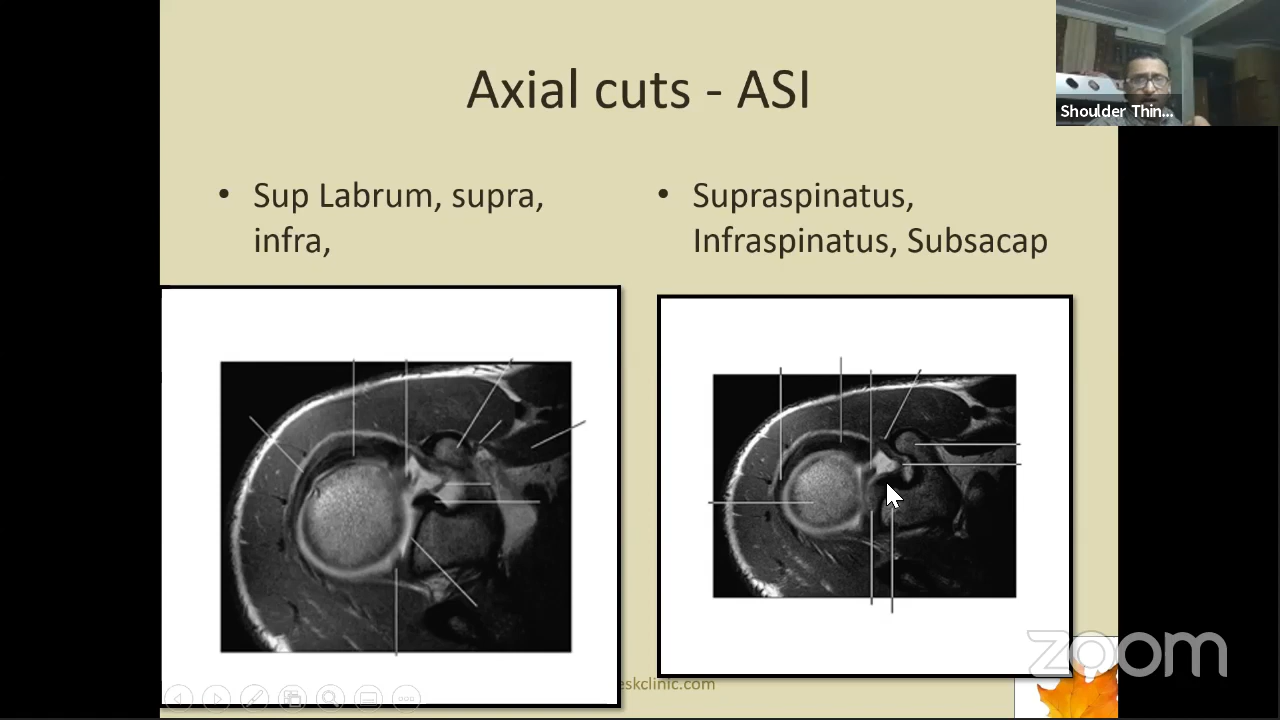 Axial cuts - ASI
Shoulder Thin...
• Sup Labrum, supra,
infra,
• Supraspinatus,
Infraspinatus, Subsacap
eskclinic.com
zoom